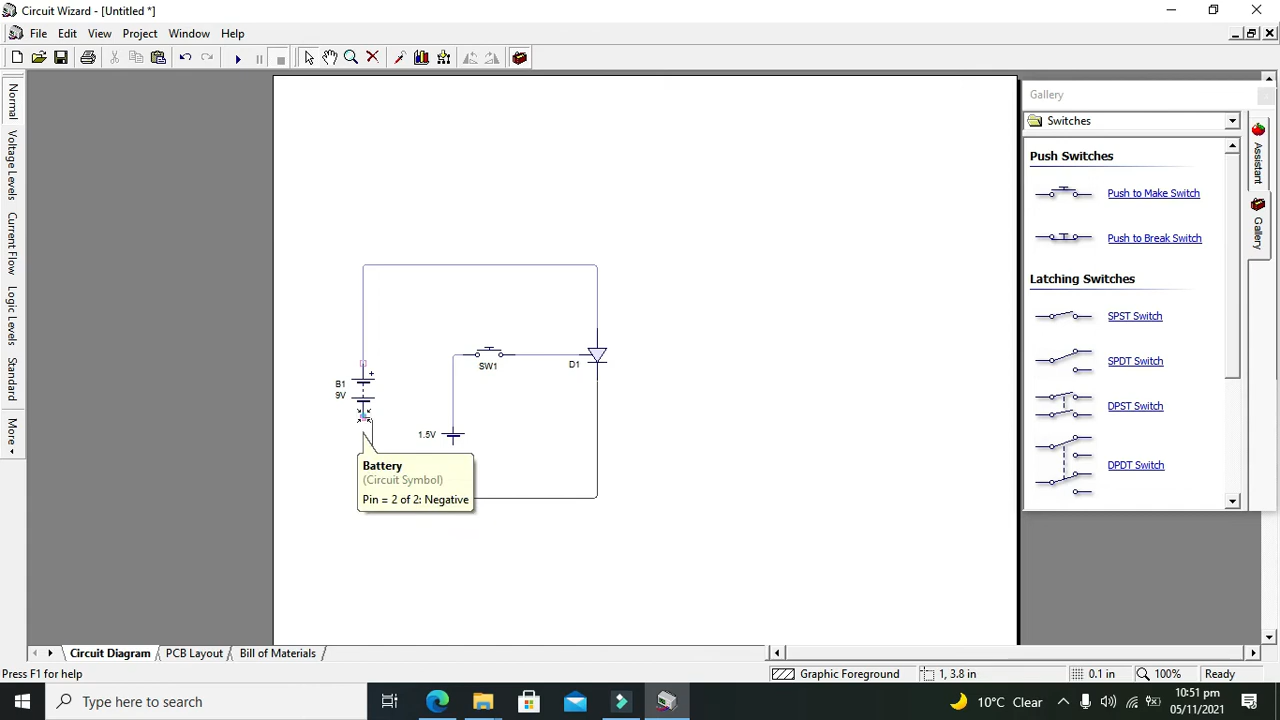 Circuit Wizard - [Untitled *]
File Edit View Project Window Help
Normal
Voltage Levels
Current Flow
Logic Levels
Standard
More
Gallery
Switches
Push Switches
Push to Make Switch
Push to Break Switch
Latching Switches
SPST Switch
SPDT Switch
DPST Switch
DPDT Switch
Assistant
Gallery
SW1
D1
B1
9V
+
1.5V
Battery
(Circuit Symbol)
Pin = 2 of 2: Negative
Circuit Diagram PCB Layout Bill of Materials
Press F1 for help
Graphic Foreground
1, 3.8 in
0.1 in
100%
Ready
Type here to search
10°C Clear
10:51 pm
05/11/2021